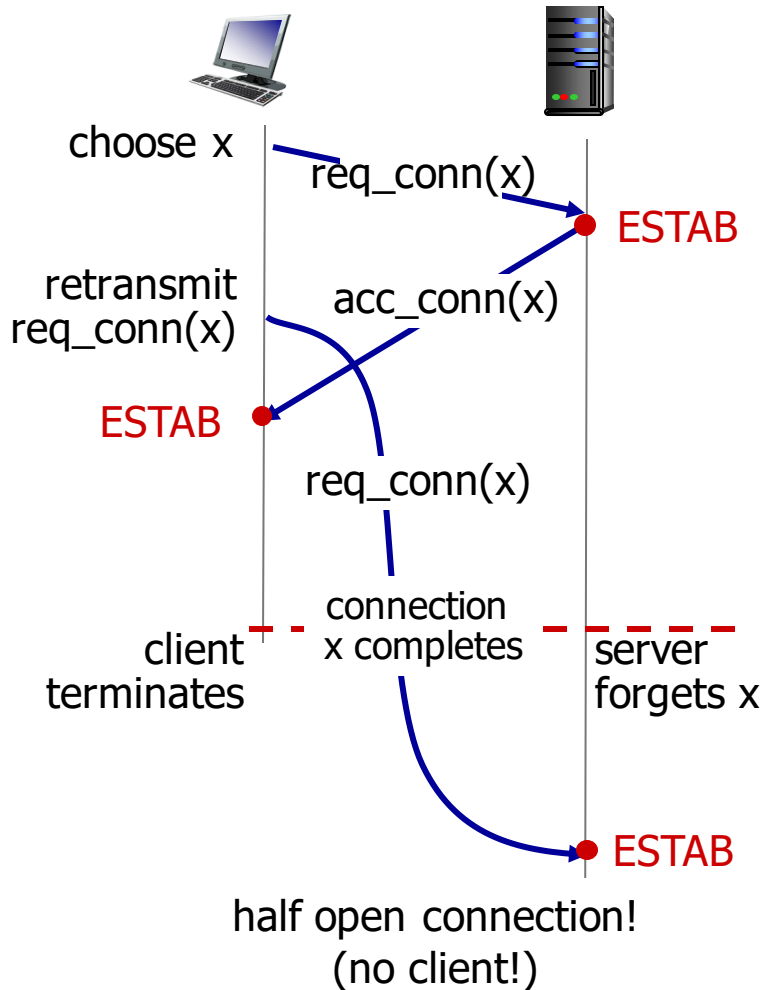 choose x
req_conn(x)
ESTAB
retransmit
req_conn(x)
acc_conn(x)
ESTAB
req_conn(x)
connection
x completes
client
terminates
server
forgets x
ESTAB
half open connection!
(no client!)